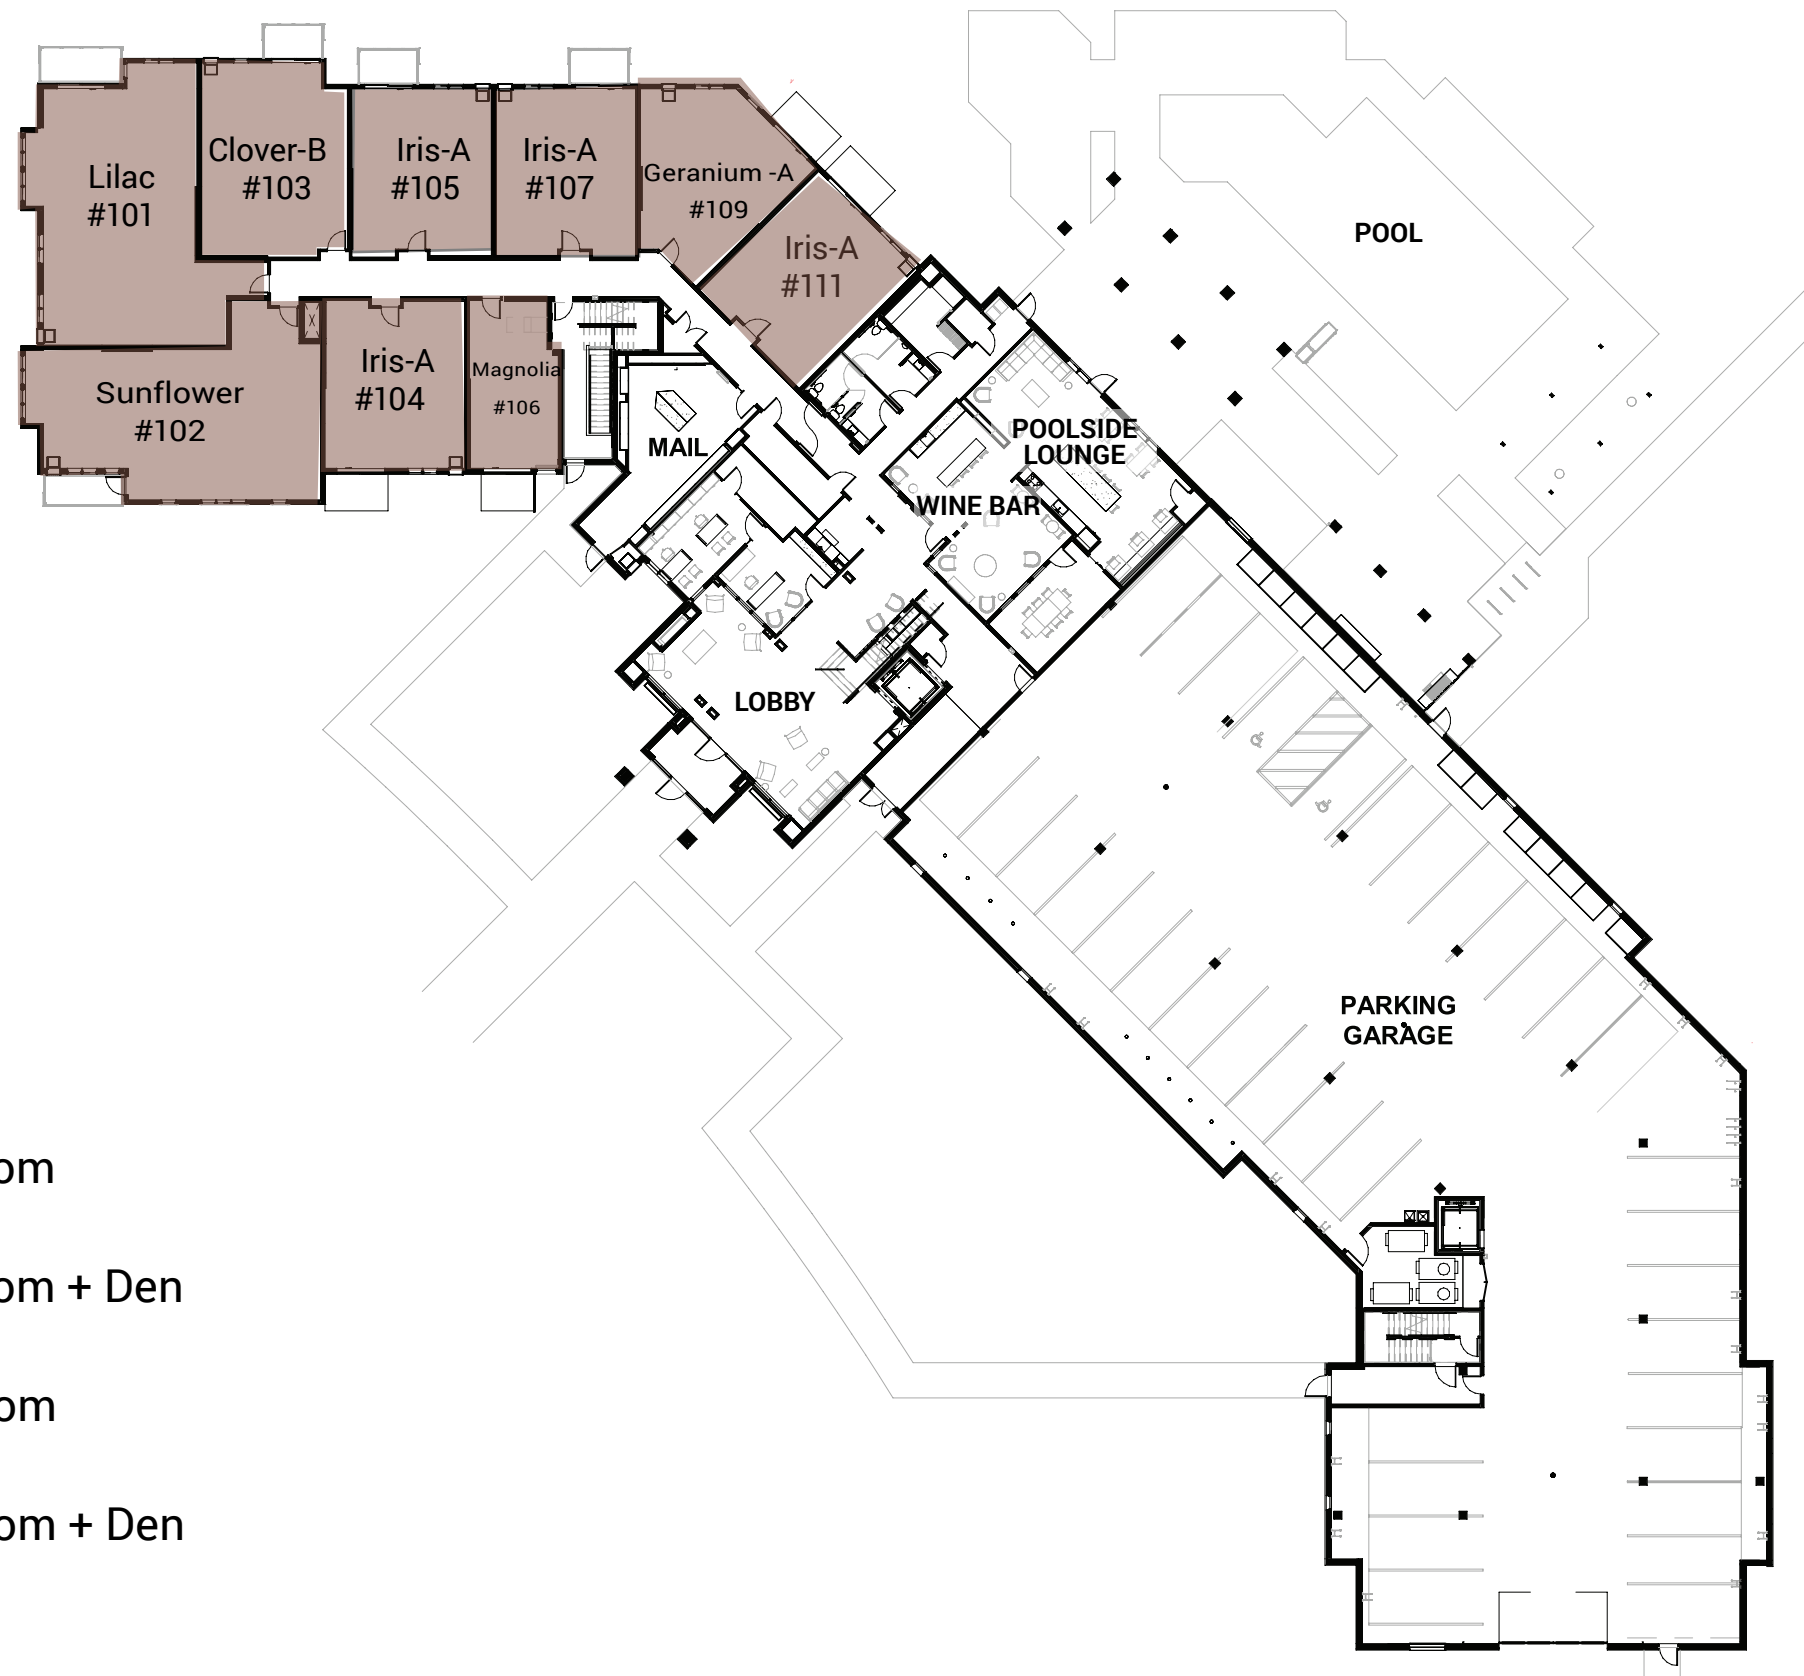 Lilac
#101
Clover-B
#103
Iris-A
#105
Iris-A
#107
Geranium -A
#109
Iris-A
#111
Sunflower
#102
Iris-A
#104
Magnolia
#106
MAIL
POOL
POOLSIDE
LOUNGE
WINE BAR
LOBBY
PARKING
GARAGE
om
om + Den
om
om + Den